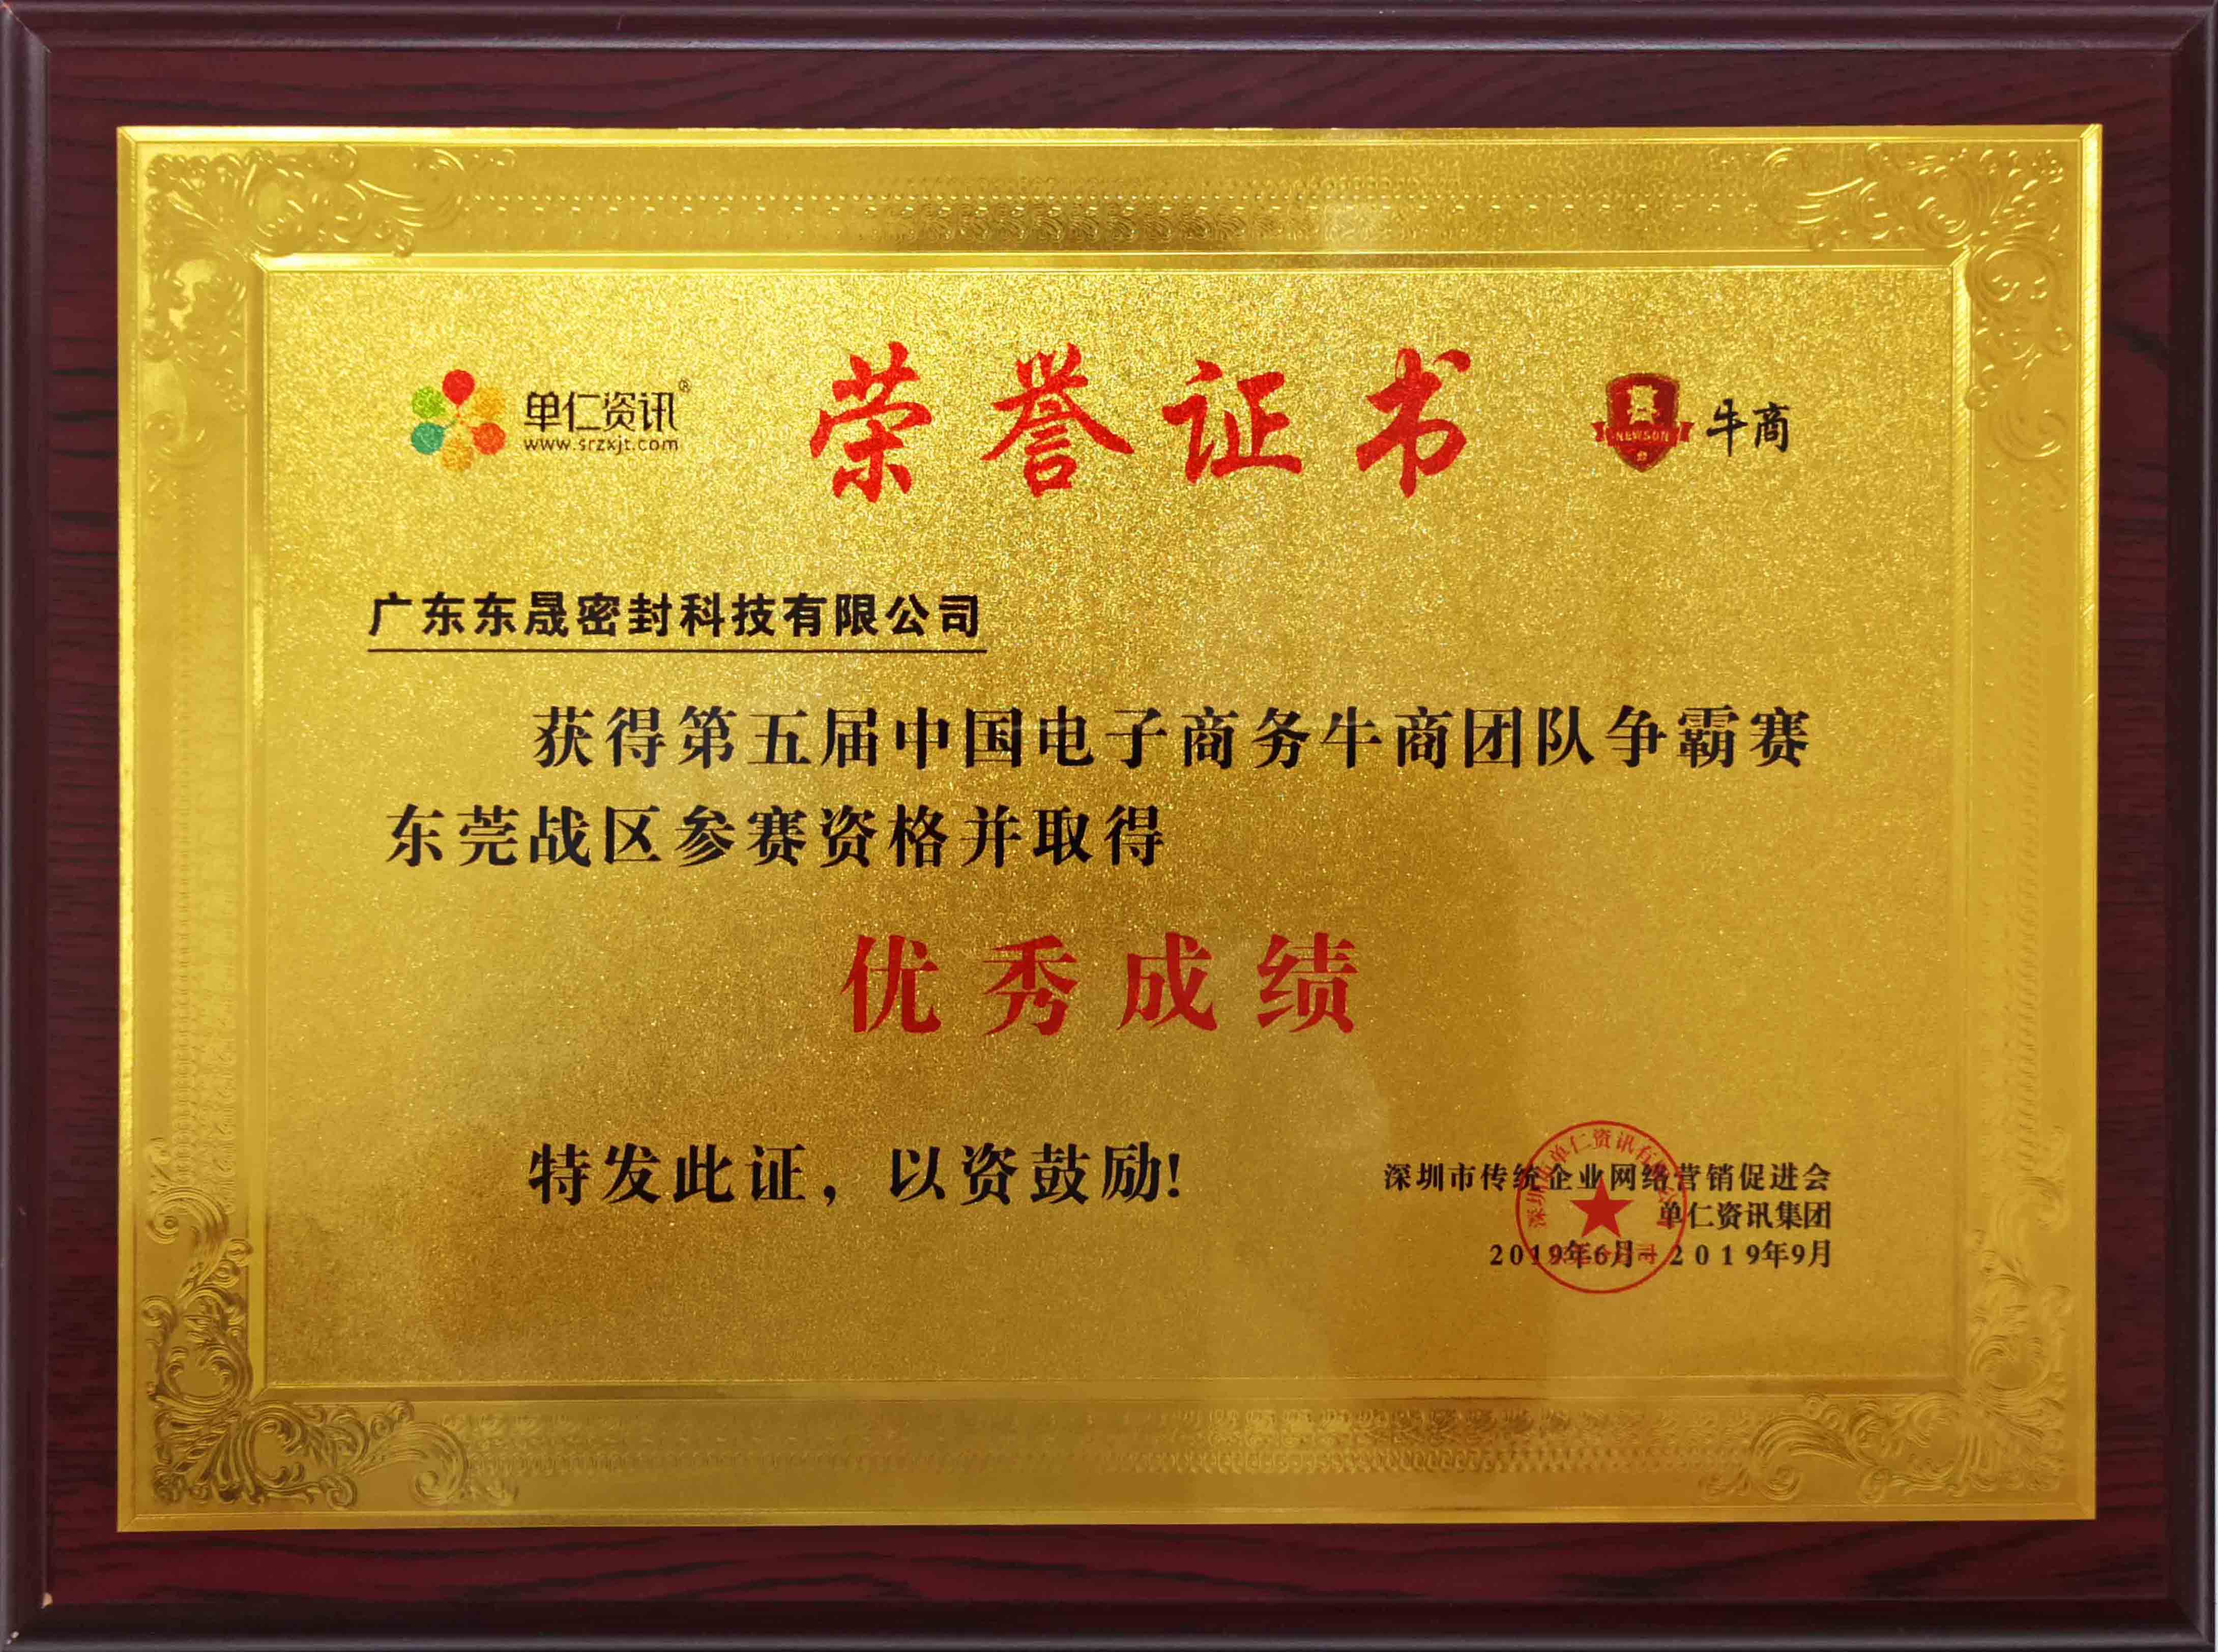 单仁资讯®
www.srzxjt.com
荣誉证书
NEWSON
牛商
广东东晟密封科技有限公司
获得第五届中国电子商务牛商团队争霸赛
东莞战区参赛资格并取得
优秀成绩
特发此证，以资鼓励!
深圳市传统企业网络营销促进会
单仁资讯集团
2019年6月-2019年9月